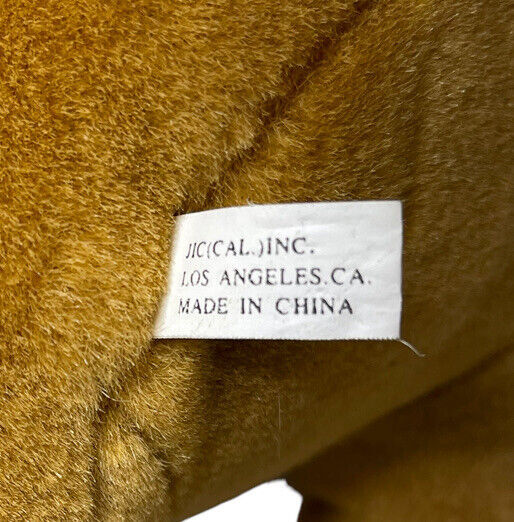 JIC(CAL.)INC.
LOS ANGELES.CA.
MADE IN CHINA